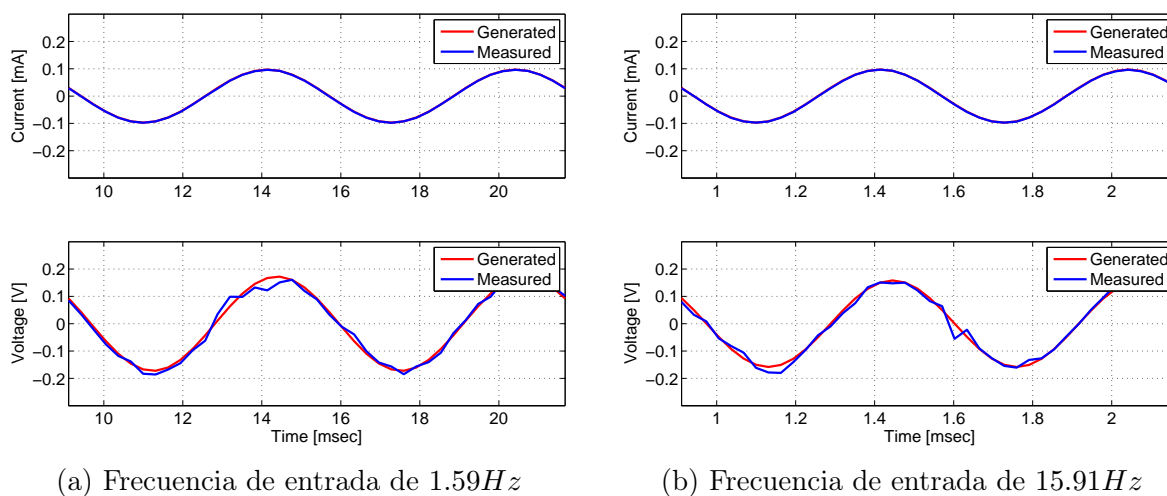 0.2
0.1
0
−0.1
−0.2
Current [mA]
Generated
Measured
10 12 14 16 18 20
0.2
0.1
0
−0.1
−0.2
Voltage [V]
Generated
Measured
10 12 14 16 18 20
Time [msec]
(a) Frecuencia de entrada de 1.59Hz
0.2
0.1
0
−0.1
−0.2
Current [mA]
Generated
Measured
1 1.2 1.4 1.6 1.8 2
0.2
0.1
0
−0.1
−0.2
Voltage [V]
Generated
Measured
1 1.2 1.4 1.6 1.8 2
Time [msec]
(b) Frecuencia de entrada de 15.91Hz